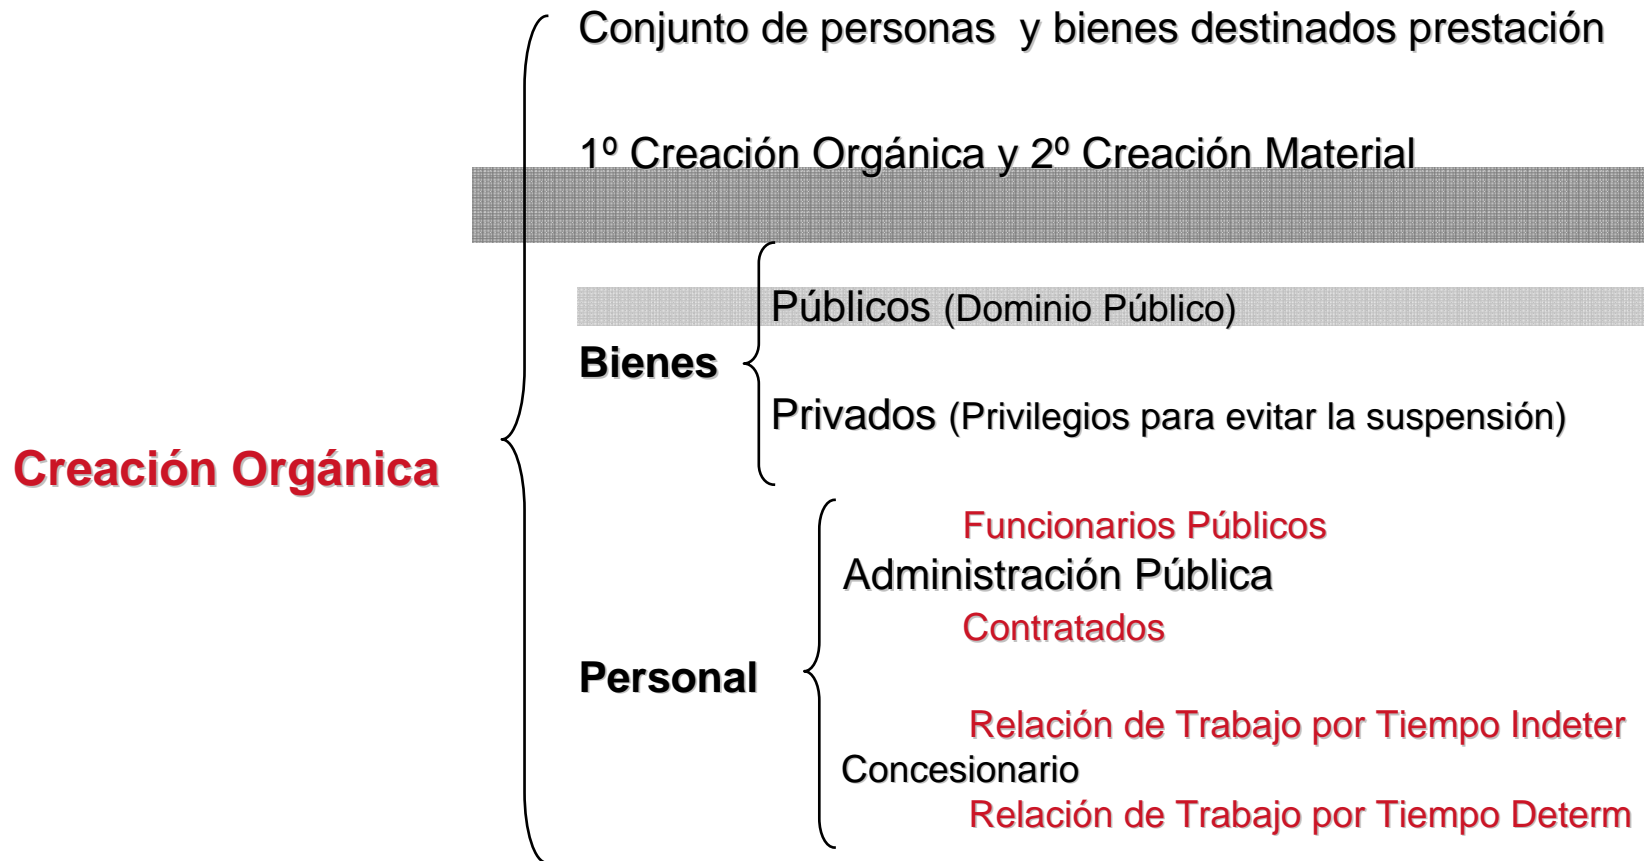 Conjunto de personas y bienes destinados prestación
1º Creación Orgánica y 2º Creación Material
Públicos (Dominio Público)
Bienes
Privados (Privilegios para evitar la suspensión)
Creación Orgánica
Funcionarios Públicos
Administración Pública
Contratados
Personal
Relación de Trabajo por Tiempo Indeter
Concesionario
Relación de Trabajo por Tiempo Determ